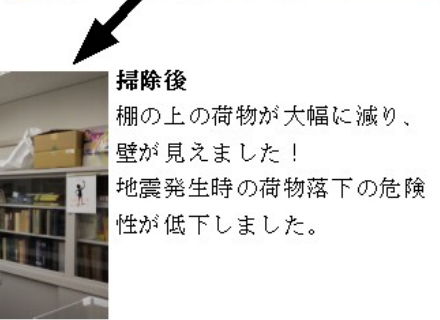 掃除後
棚の上の荷物が大幅に減り、
壁が見えました！
地震発生時の荷物落下の危険
性が低下しました。